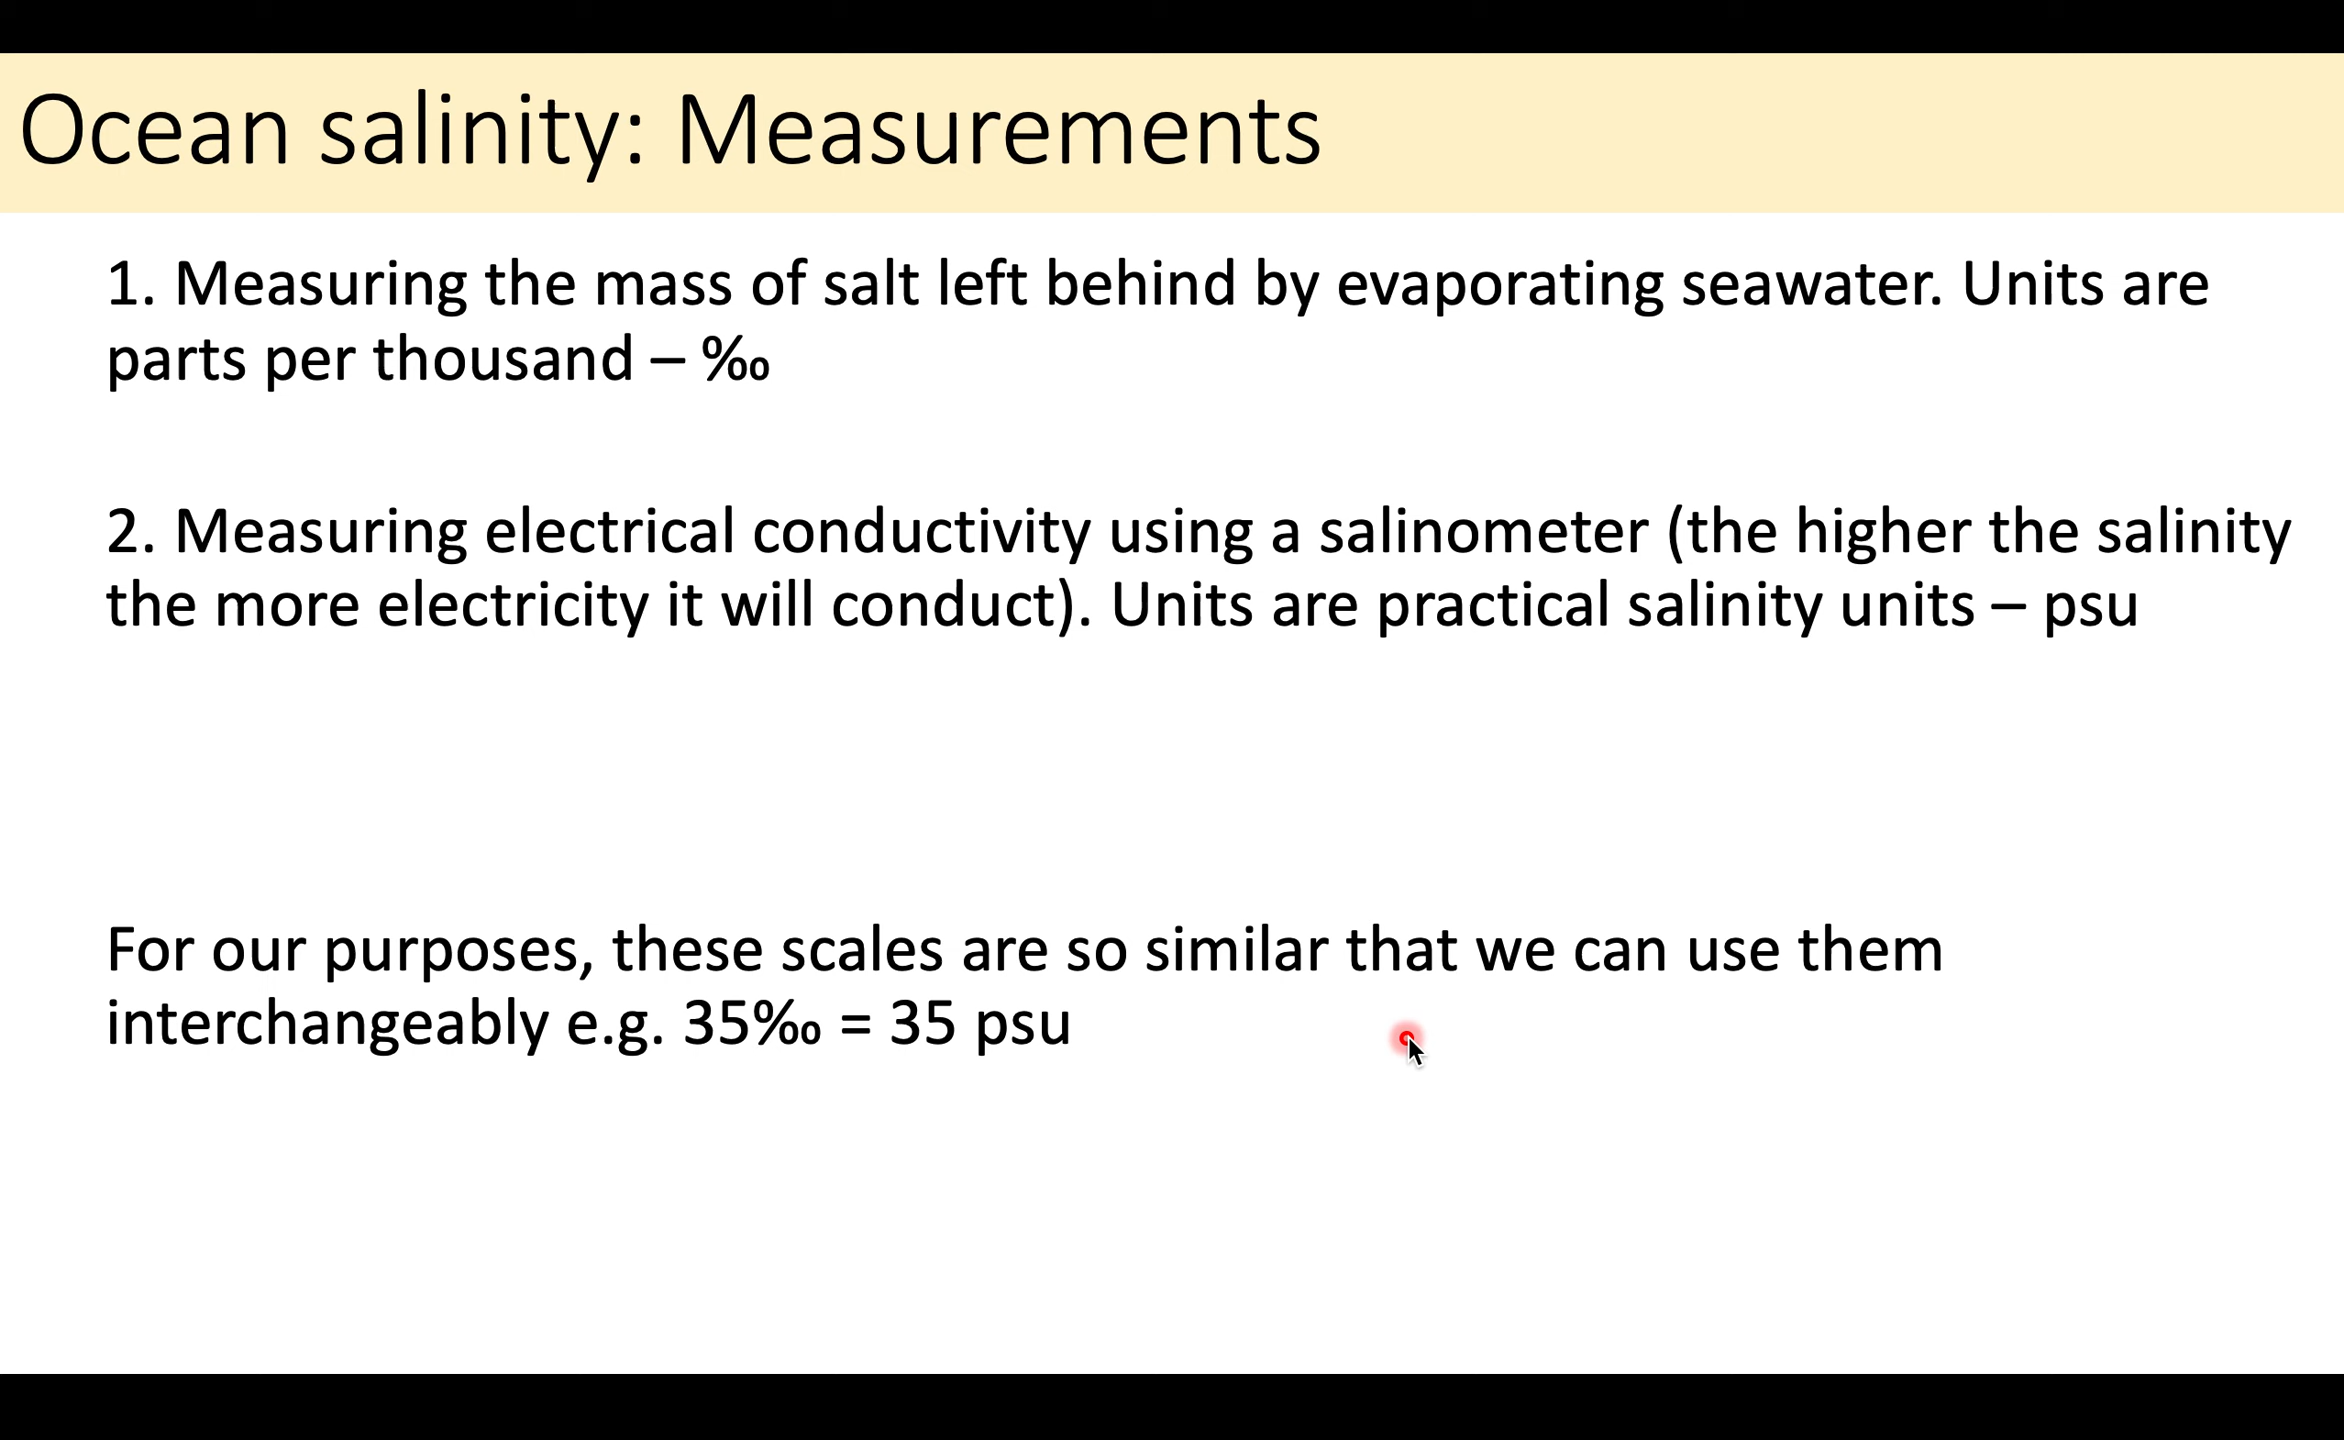 Ocean salinity: Measurements
1. Measuring the mass of salt left behind by evaporating seawater. Units are
parts per thousand – ‰
2. Measuring electrical conductivity using a salinometer (the higher the salinity
the more electricity it will conduct). Units are practical salinity units – psu
For our purposes, these scales are so similar that we can use them
interchangeably e.g. 35‰ = 35 psu